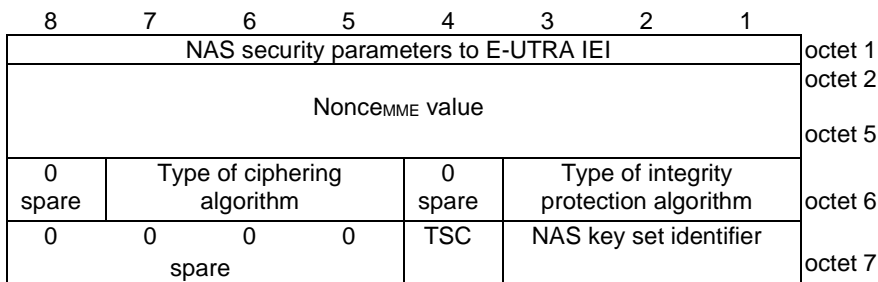 8 7 6 5 4 3 2 1
NAS security parameters to E-UTRA IEI octet 1
octet 2
NonceMME value
octet 5
0 Type of ciphering 0 Type of integrity
spare algorithm spare protection algorithm octet 6
0 0 0 0 TSC NAS key set identifier
spare octet 7